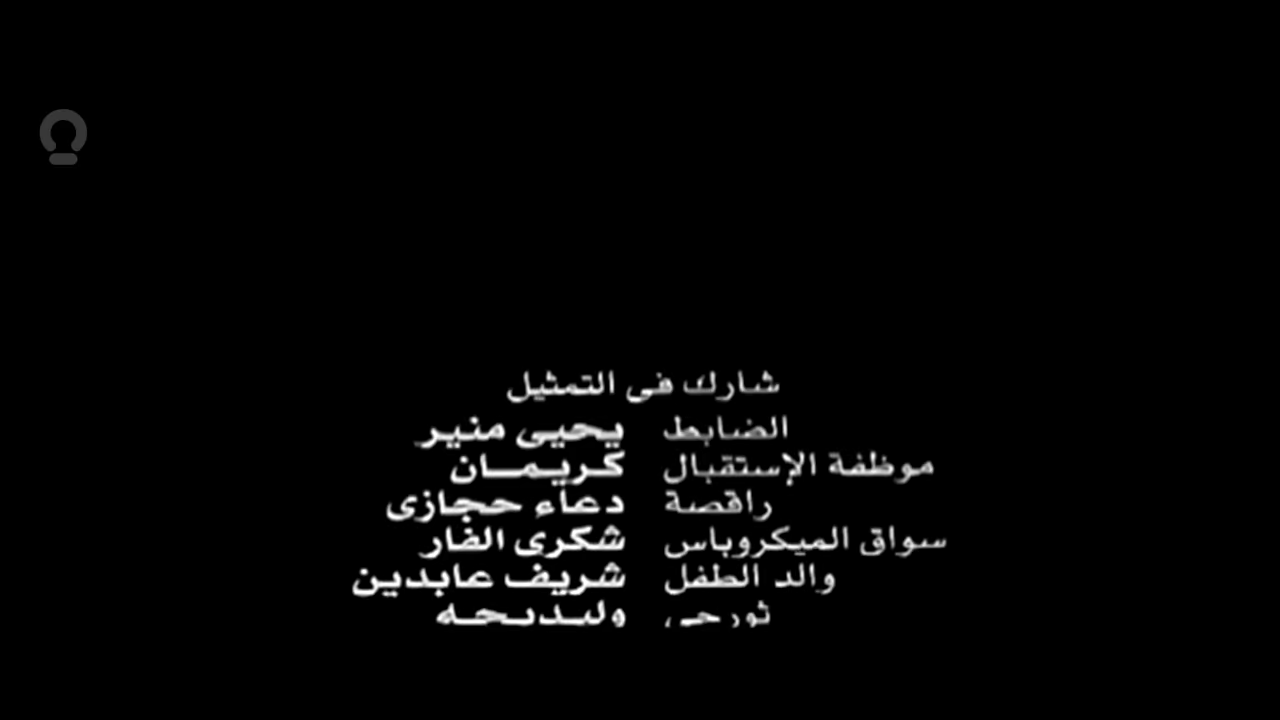 شارك فى التمثيل
الضابط يحيى منير
موظفة الإستقبال كريمان
راقصة دعاء حجازى
سواق الميكروباس شكرى الفار
والد الطفل شريف عابدين